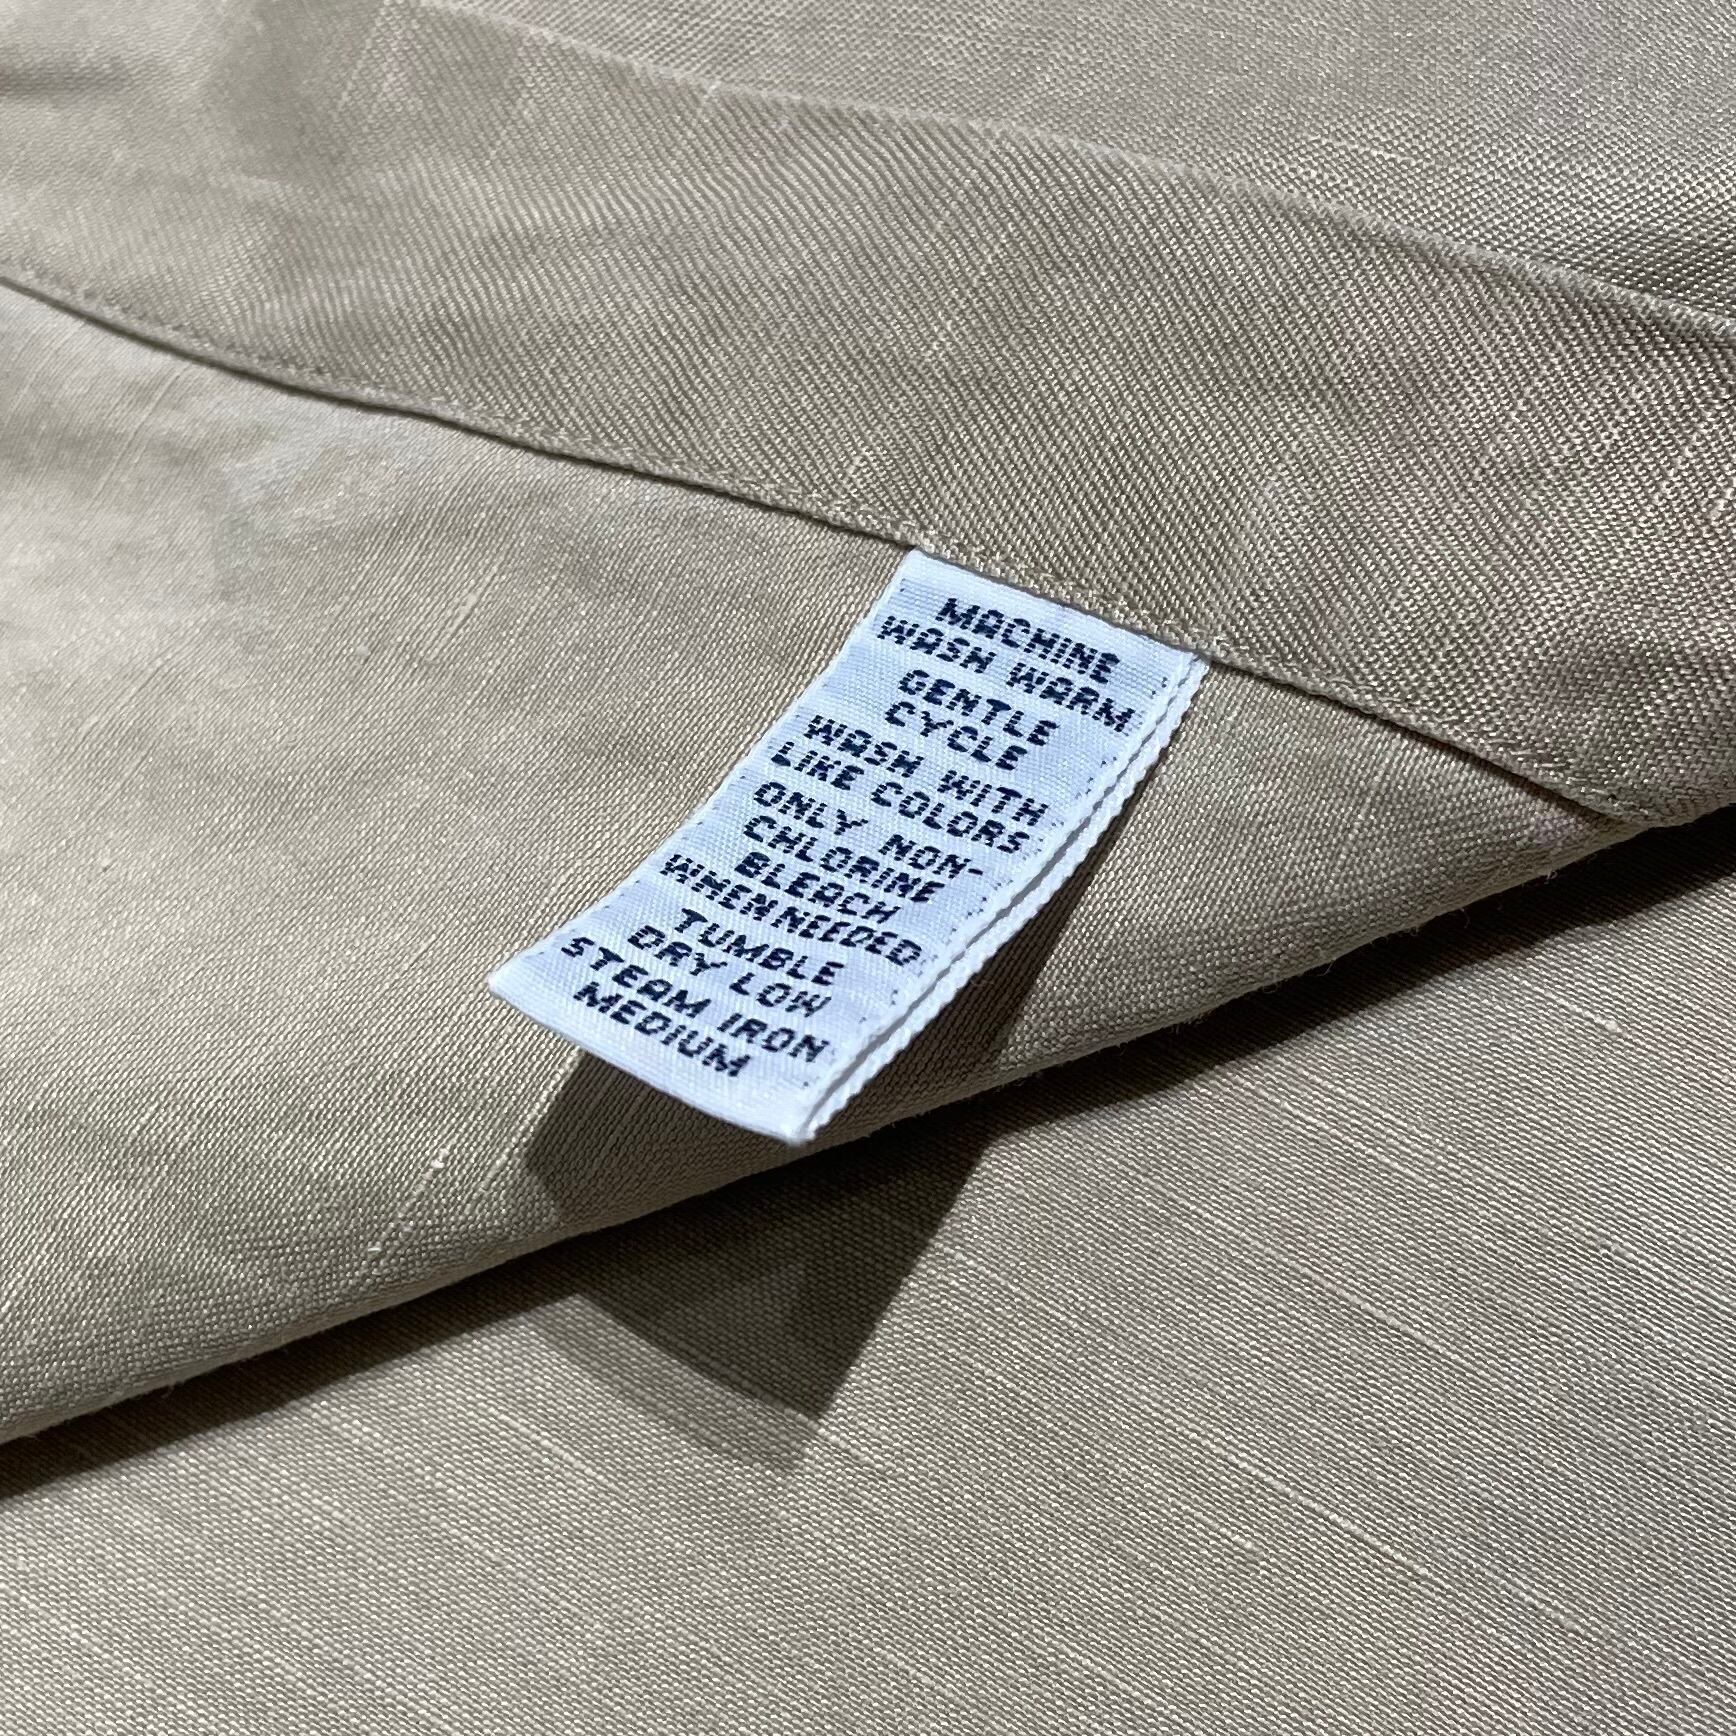 MACHINE
WASH WARM
GENTLE
CYCLE
WASH WITH
LIKE COLORS
ONLY NON-
CHLORINE
BLEACH
WHEN NEEDED
TUMBLE
DRY LOW
STEAM IRON
MEDIUM